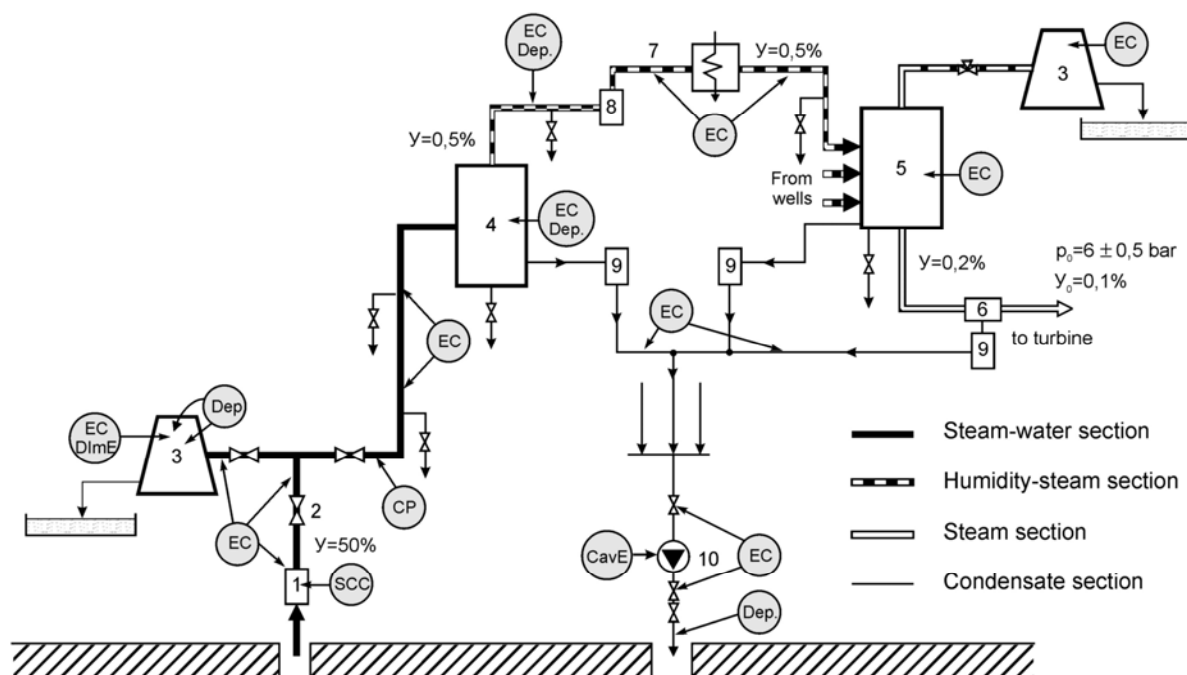 EC
Dep.
7
У=0,5%
EC
3
8
EC
У=0,5%
5
EC
From
wells
4
EC
Dep.
9
9
У=0,2%
p₀=6 ± 0,5 bar
У₀=0,1%
6
to turbine
9
EC
EC
Dep
EC
DImE
3
CP
2
EC
У=50%
1
SCC
CavE
10
EC
Dep.
Steam-water section
Humidity-steam section
Steam section
Condensate section